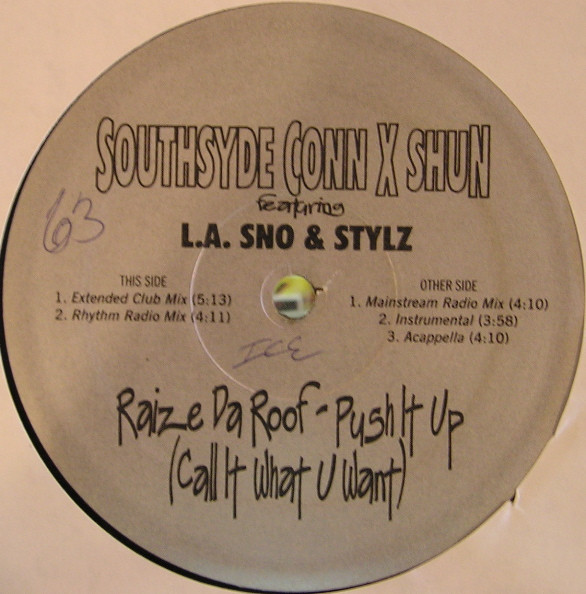 SOUTHSYDE CONN X SHUN
featuring
L.A. SNO & STYLZ
63
THIS SIDE
1. Extended Club Mix (5:13)
2. Rhythm Radio Mix (4:11)
OTHER SIDE
1. Mainstream Radio Mix (4:10)
2. Instrumental (3:58)
3. Acappella (4:10)
ICE
Raize Da Roof - Push It Up
(Call It What U Want)